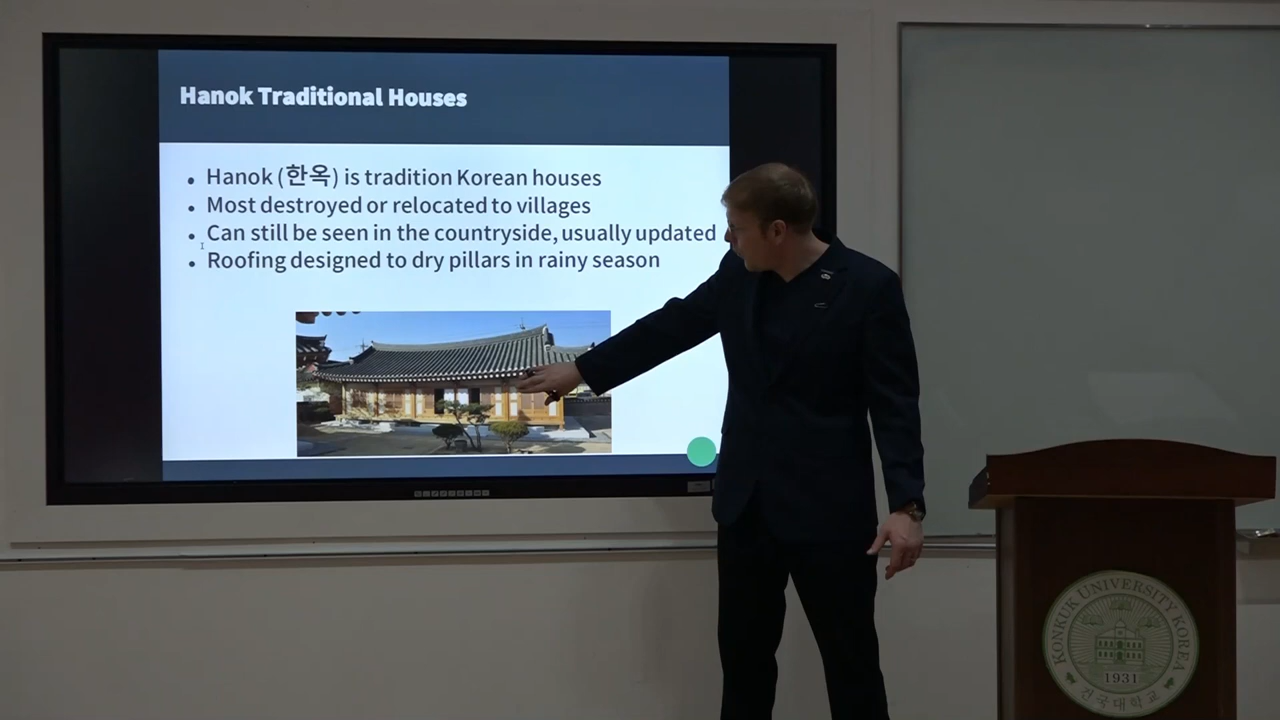 Hanok Traditional Houses
• Hanok (한옥) is tradition Korean houses
• Most destroyed or relocated to villages
• Can still be seen in the countryside, usually updated
• Roofing designed to dry pillars in rainy season
KONKUK UNIVERSITY KOREA
1931
건국대학교